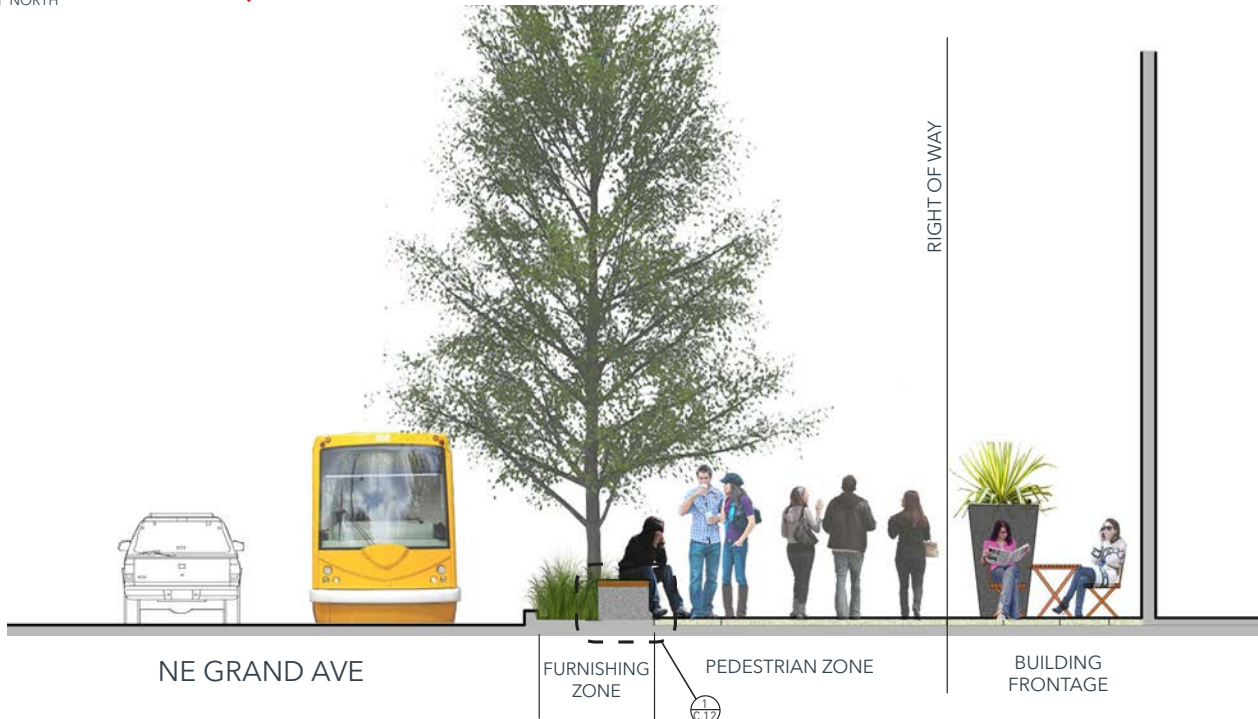 NORTH
RIGHT OF WAY
NE GRAND AVE
FURNISHING
ZONE
PEDESTRIAN ZONE
BUILDING
FRONTAGE
1
C.12